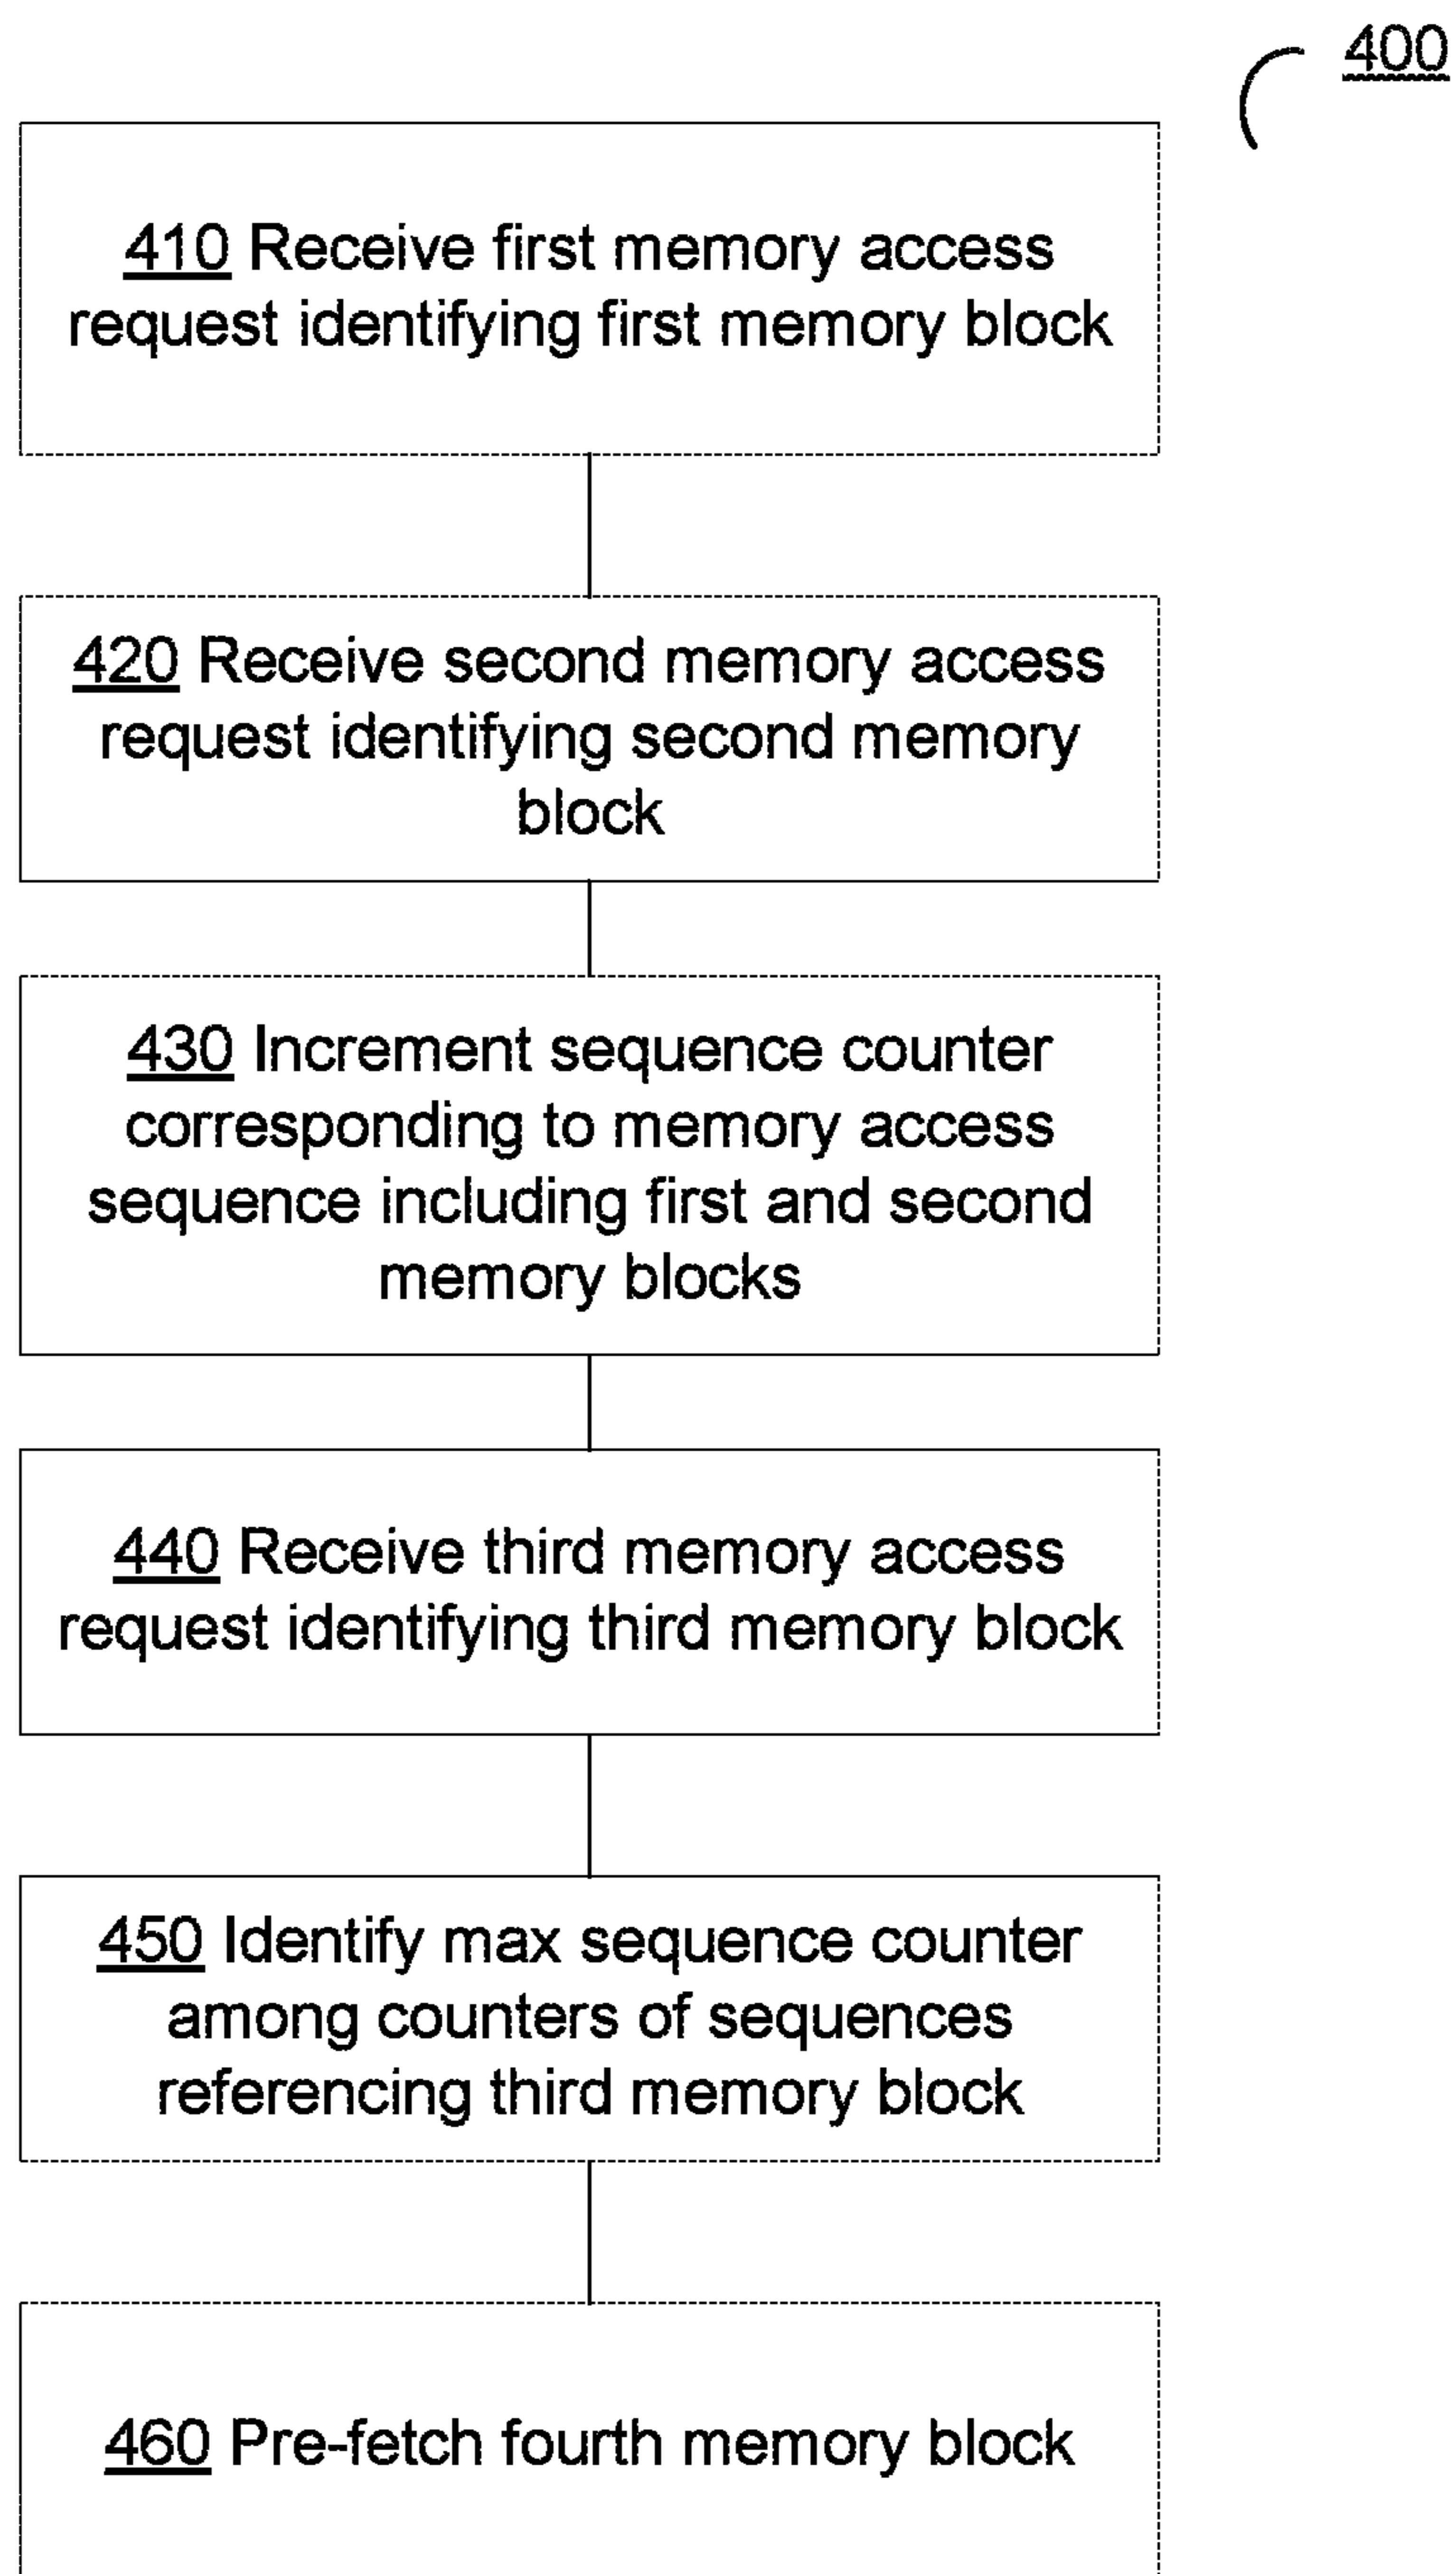 400
410 Receive first memory access
request identifying first memory block
420 Receive second memory access
request identifying second memory
block
430 Increment sequence counter
corresponding to memory access
sequence including first and second
memory blocks
440 Receive third memory access
request identifying third memory block
450 Identify max sequence counter
among counters of sequences
referencing third memory block
460 Pre-fetch fourth memory block